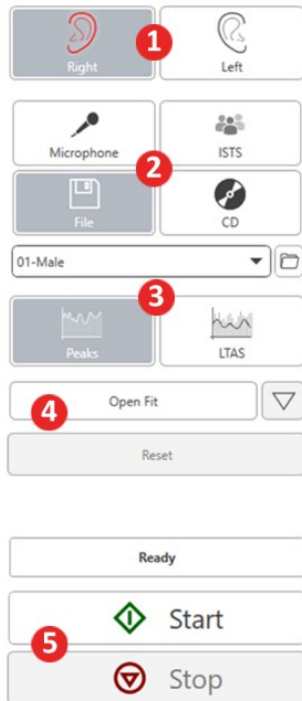 1
Right Left
Microphone ISTS
2
File CD
01-Male
3
Peaks LTAS
4 Open Fit
Reset
Ready
Start
5
Stop